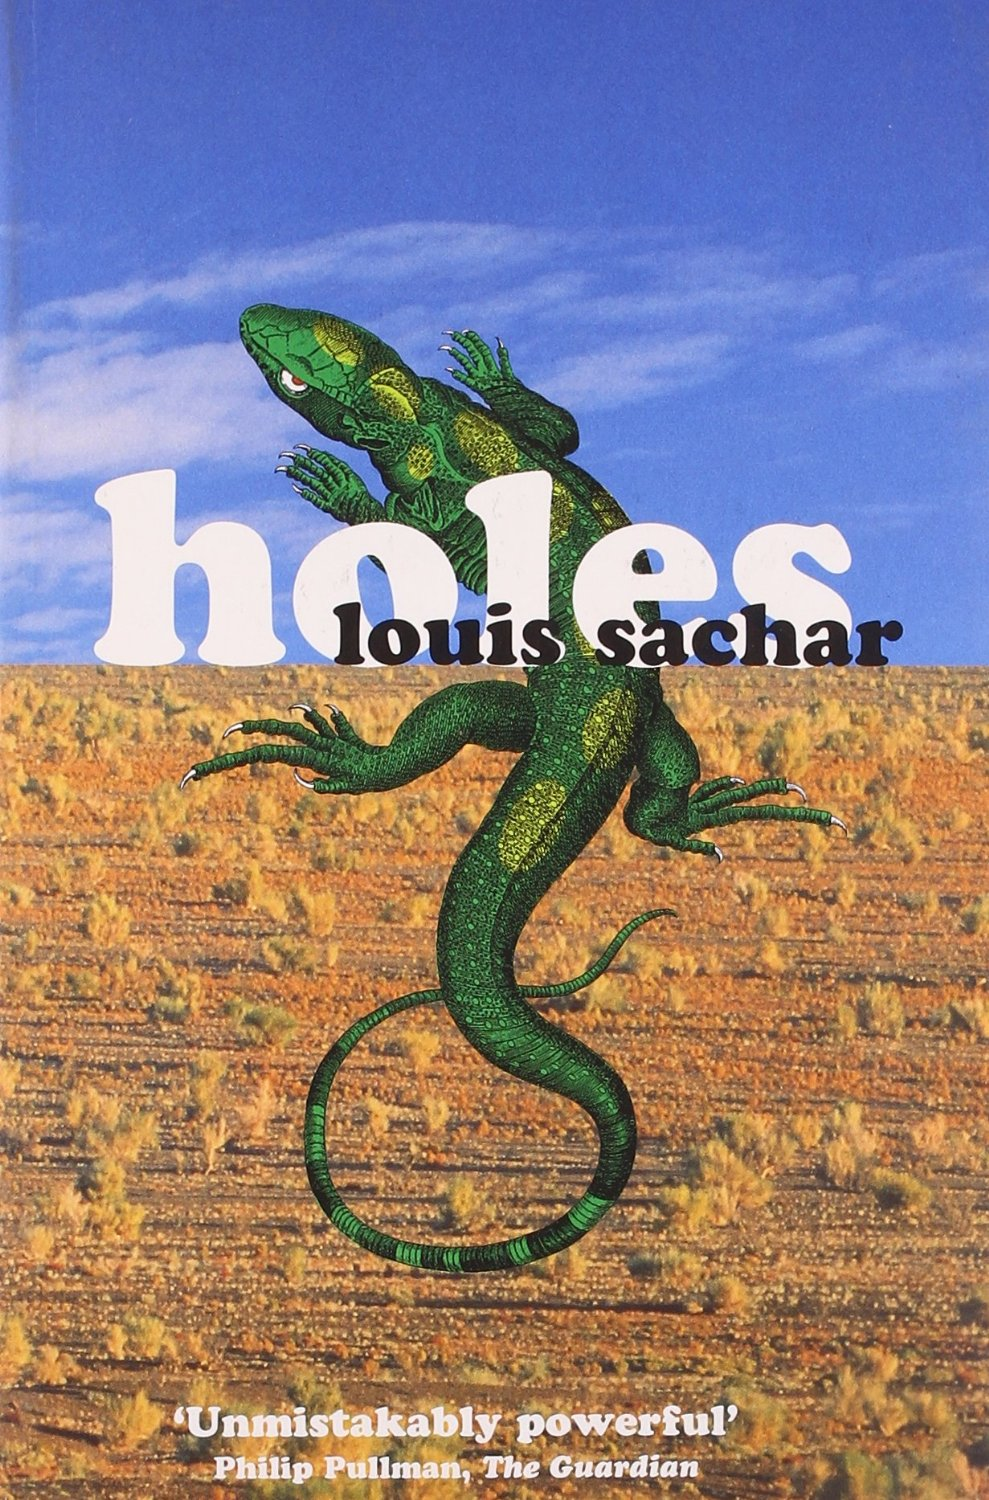 holes
louis sachar
‘Unmistakably powerful’
Philip Pullman, The Guardian